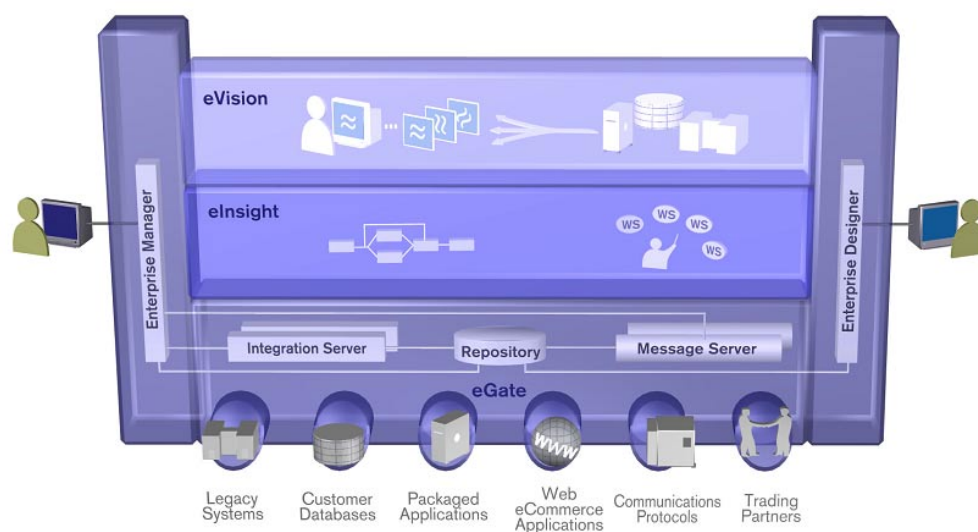 eVision
eInsight
WS
WS
WS
WS
Enterprise Manager
Enterprise Designer
Integration Server
Repository
Message Server
eGate
www
Legacy
Systems
Customer
Databases
Packaged
Applications
Web
eCommerce
Applications
Communications
Protocols
Trading
Partners